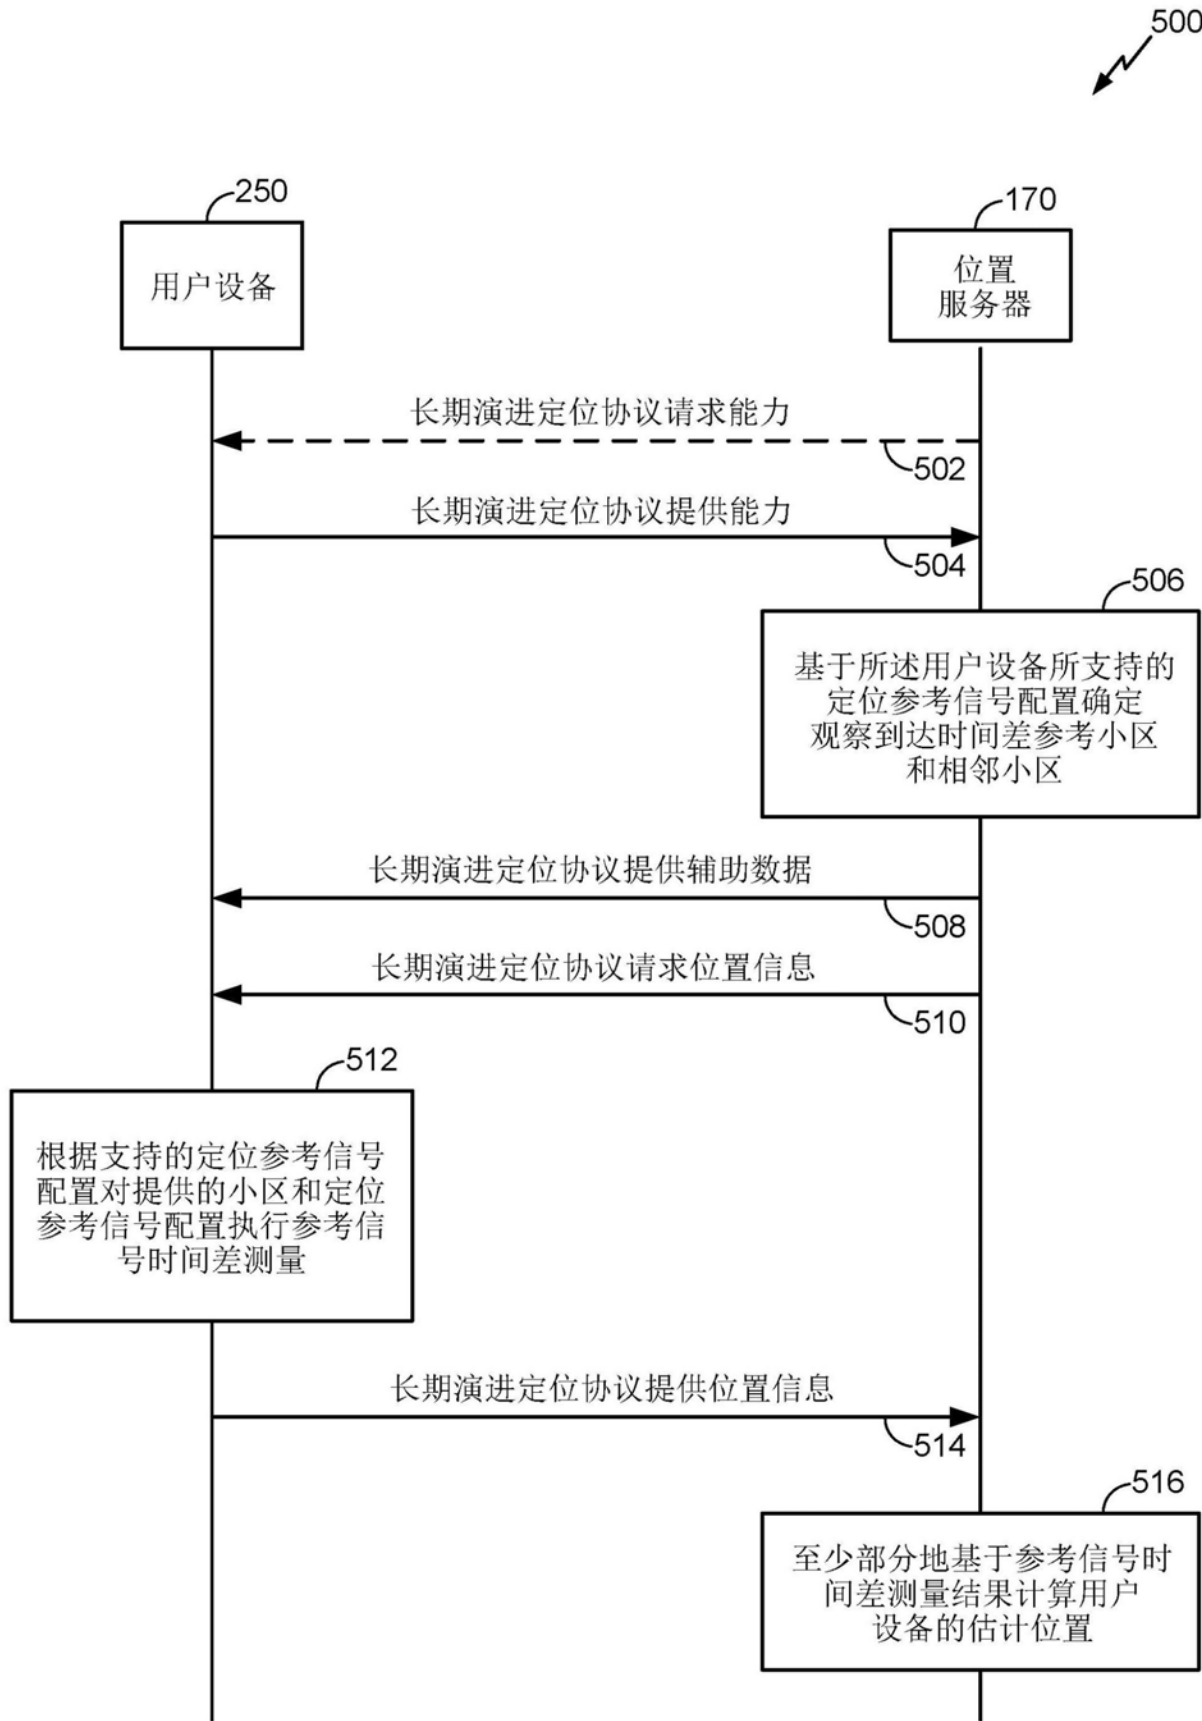 500
250
用户设备
170
位置
服务器
长期演进定位协议请求能力
502
长期演进定位协议提供能力
504
506
基于所述用户设备所支持的
定位参考信号配置确定
观察到达时间差参考小区
和相邻小区
长期演进定位协议提供辅助数据
508
长期演进定位协议请求位置信息
510
512
根据支持的定位参考信号
配置对提供的小区和定位
参考信号配置执行参考信
号时间差测量
长期演进定位协议提供位置信息
514
516
至少部分地基于参考信号时
间差测量结果计算用户
设备的估计位置